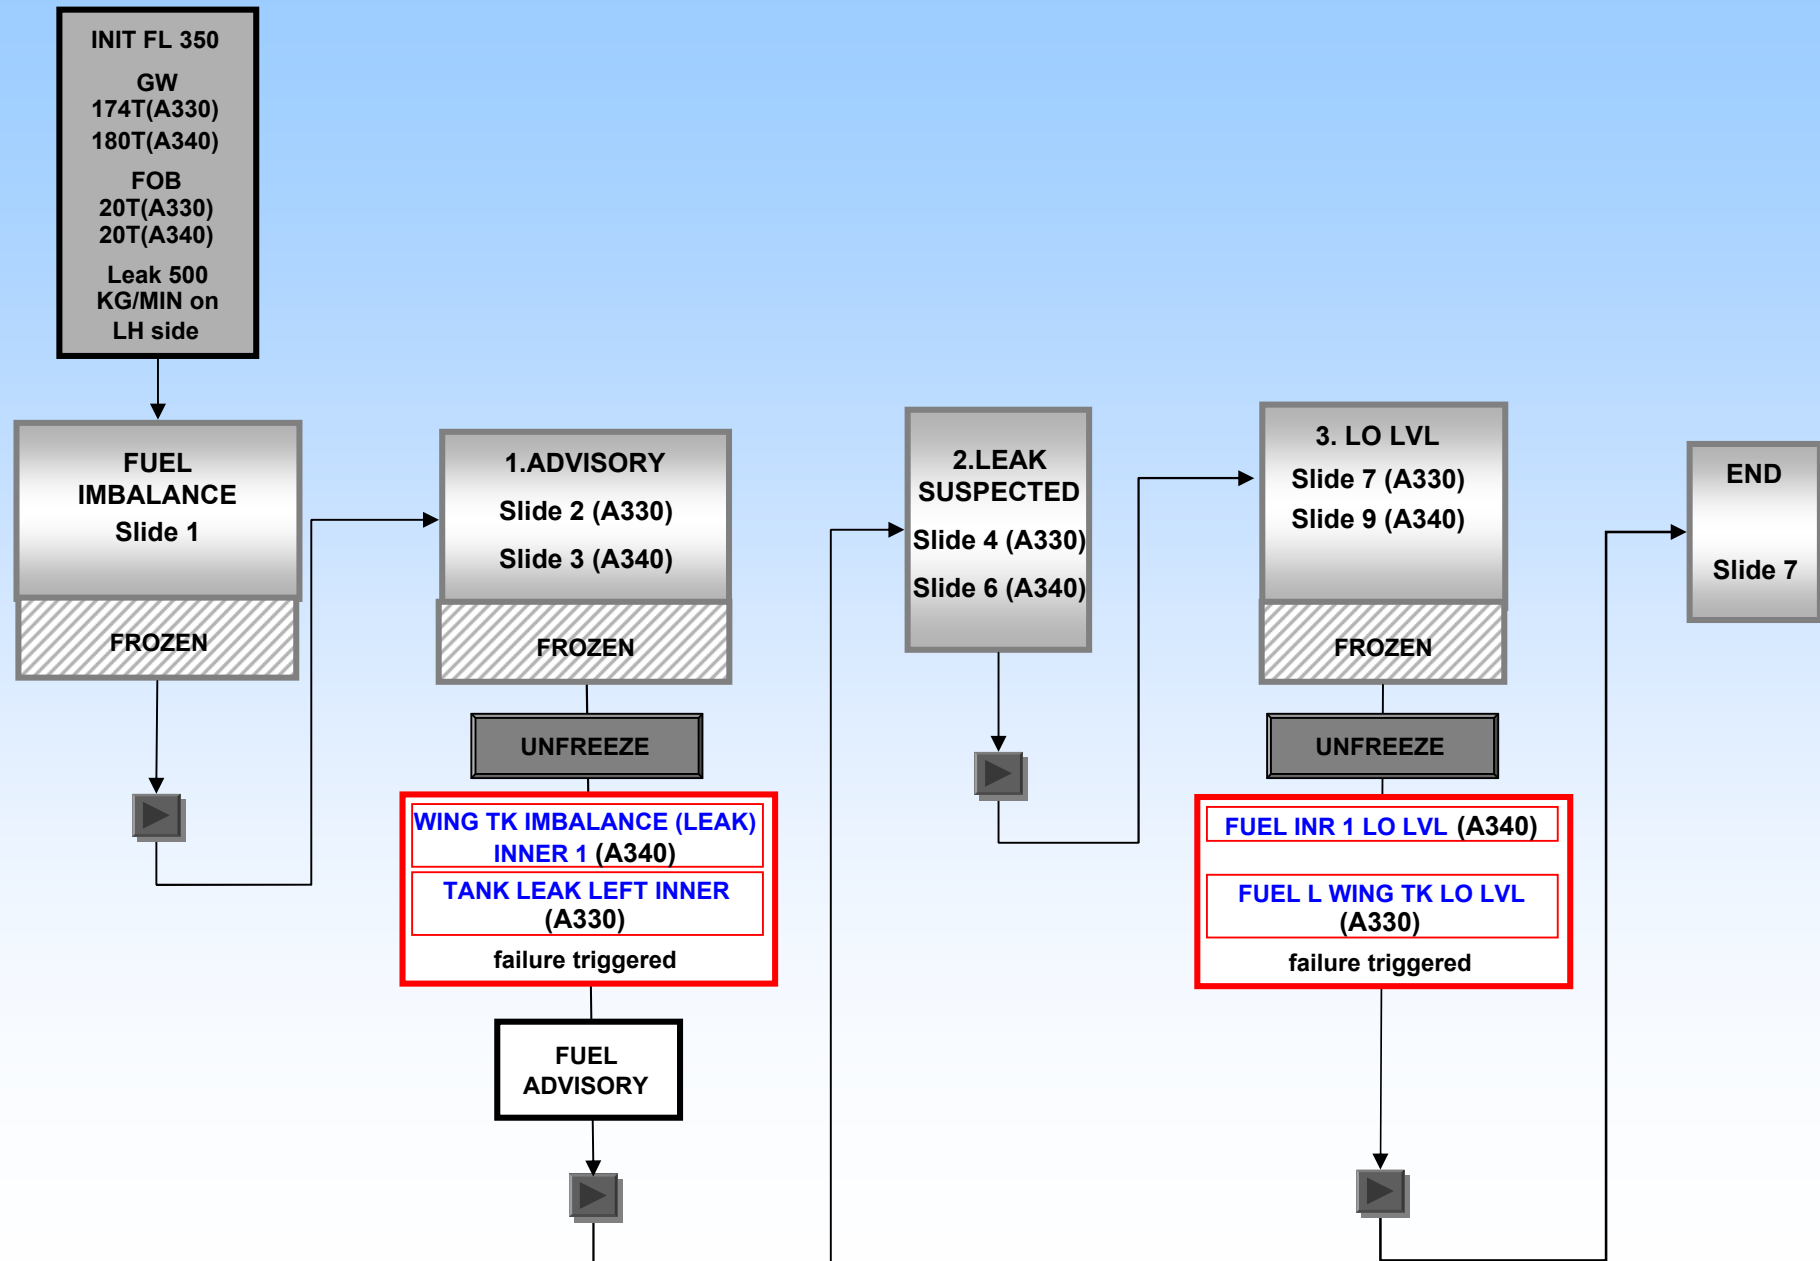 INIT FL 350
GW
174T(A330)
180T(A340)
FOB
20T(A330)
20T(A340)
Leak 500
KG/MIN on
LH side
FUEL
IMBALANCE
Slide 1
FROZEN
1.ADVISORY
Slide 2 (A330)
Slide 3 (A340)
FROZEN
UNFREEZE
WING TK IMBALANCE (LEAK)
INNER 1 (A340)
TANK LEAK LEFT INNER
(A330)
failure triggered
FUEL
ADVISORY
2.LEAK
SUSPECTED
Slide 4 (A330)
Slide 6 (A340)
3. LO LVL
Slide 7 (A330)
Slide 9 (A340)
FROZEN
UNFREEZE
FUEL INR 1 LO LVL (A340)
FUEL L WING TK LO LVL
(A330)
failure triggered
END
Slide 7